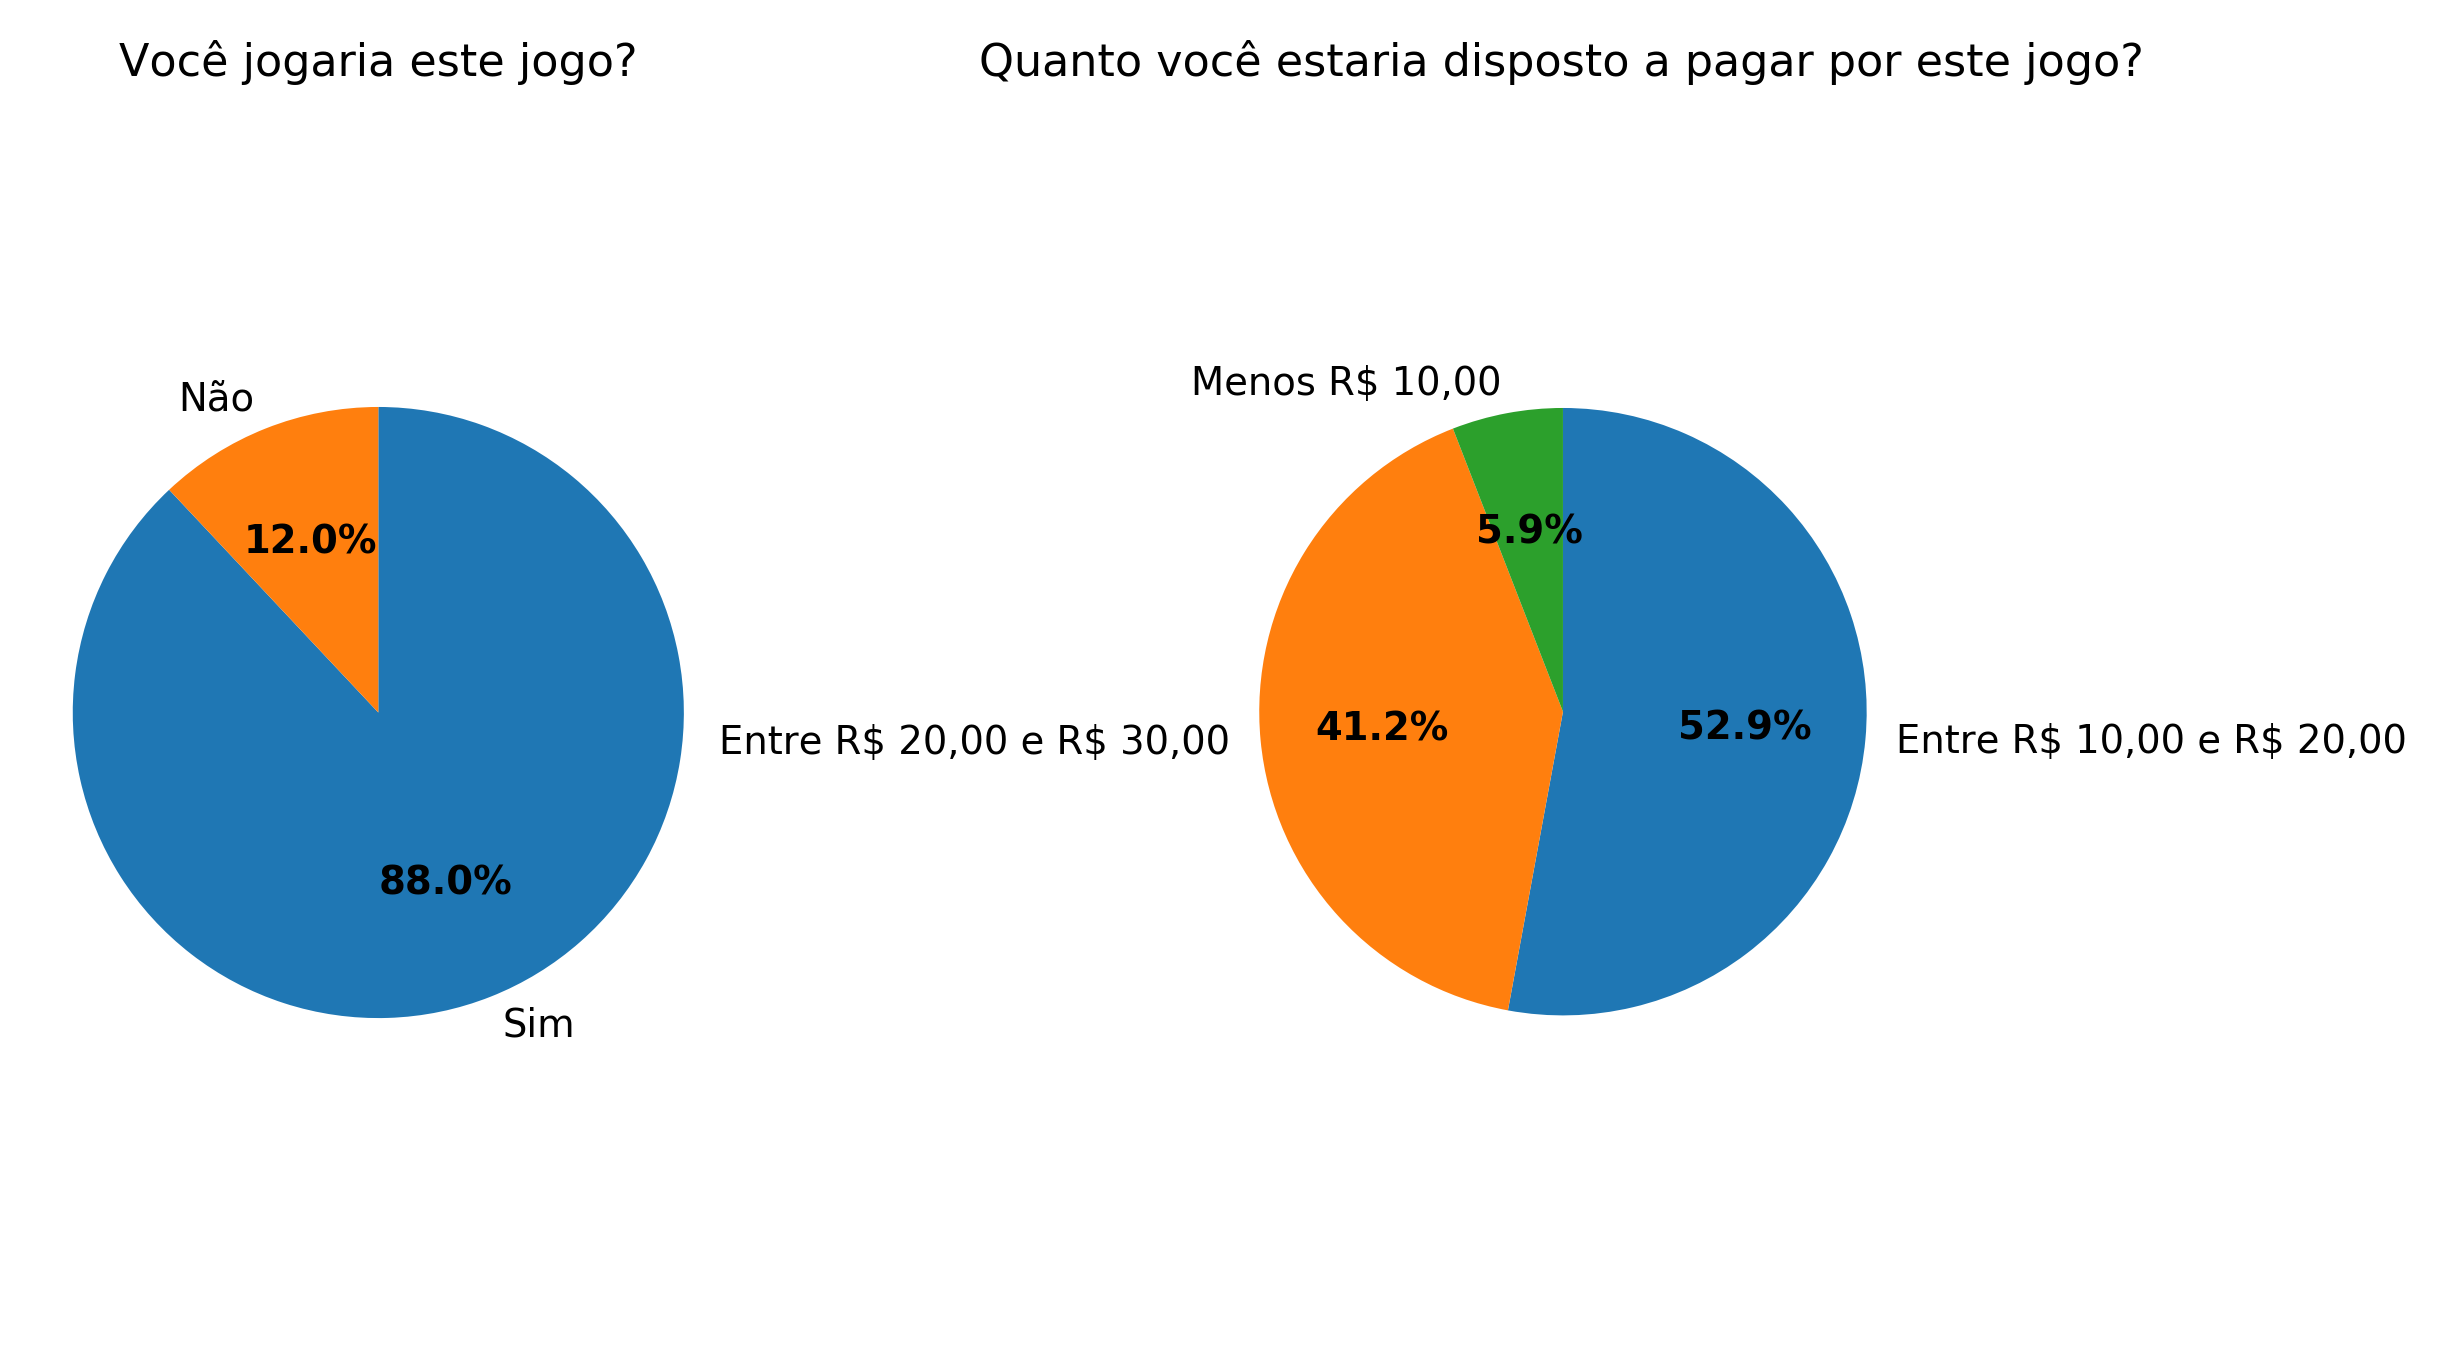 Você jogaria este jogo?
Não
12.0%
88.0%
Sim
Quanto você estaria disposto a pagar por este jogo?
Menos R$ 10,00
5.9%
Entre R$ 20,00 e R$ 30,00
41.2%
52.9%
Entre R$ 10,00 e R$ 20,00